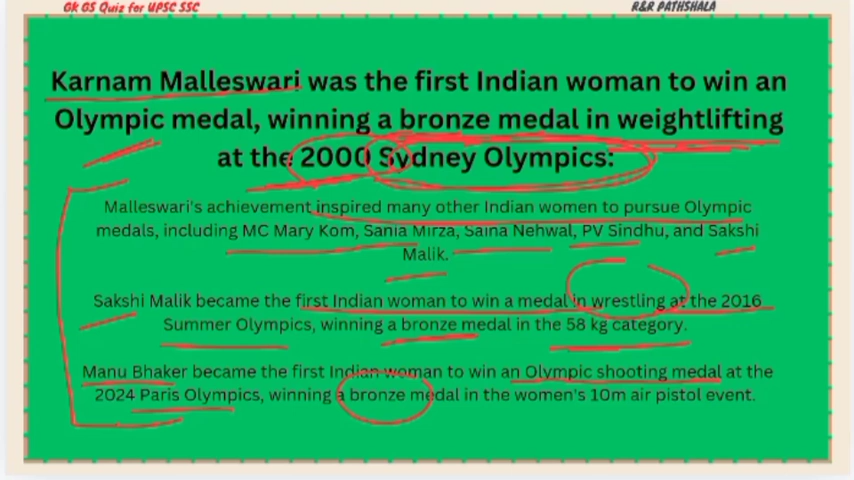 GK GS Quiz for UPSC SSC
R&R PATHSHALA
Karnam Malleswari was the first Indian woman to win an
Olympic medal, winning a bronze medal in weightlifting
at the 2000 Sydney Olympics:
Malleswari's achievement inspired many other Indian women to pursue Olympic
medals, including MC Mary Kom, Sania Mirza, Saina Nehwal, PV Sindhu, and Sakshi
Malik.
Sakshi Malik became the first Indian woman to win a medal in wrestling at the 2016
Summer Olympics, winning a bronze medal in the 58 kg category.
Manu Bhaker became the first Indian woman to win an Olympic shooting medal at the
2024 Paris Olympics, winning a bronze medal in the women's 10m air pistol event.